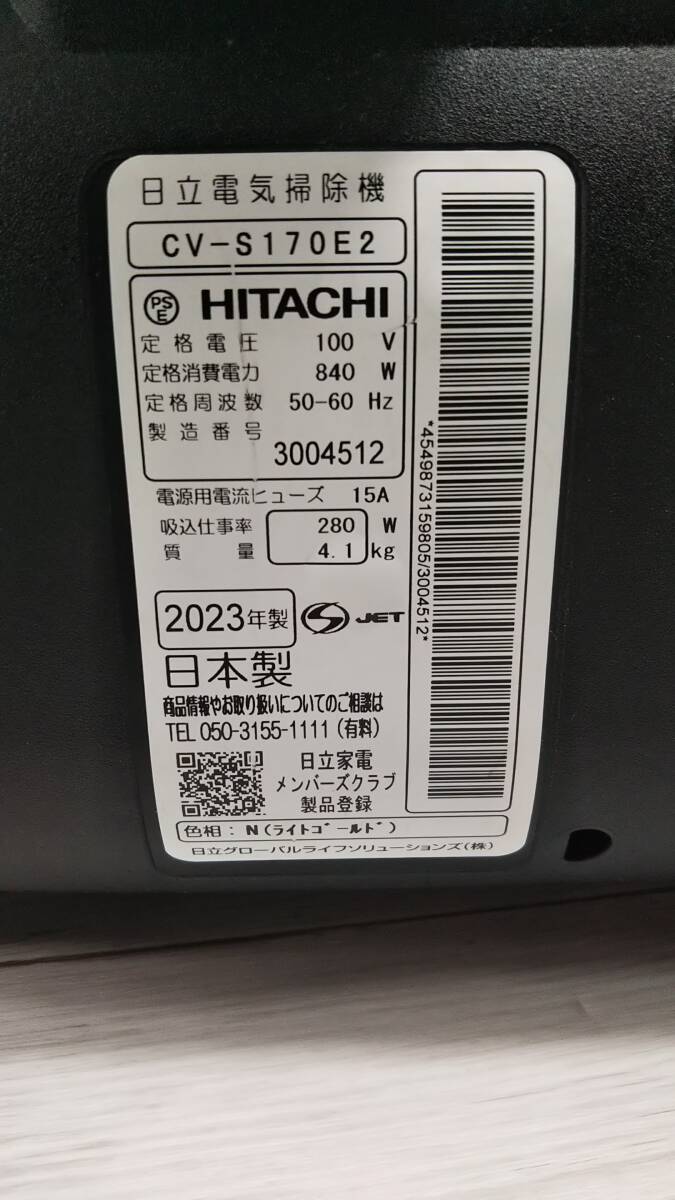 日立電気掃除機
CV-S170E2
PS E HITACHI
定格電圧 100 V
定格消費電力 840 W
定格周波数 50-60 Hz
製造番号
3004512
電源用電流ヒューズ 15A
吸込仕事率 280 W
質量 4.1 kg
2023年製 S JET
日本製
商品情報やお取り扱いについてのご相談は
TEL 050-3155-1111(有料)
日立家電
メンバーズクラブ
製品登録
色相:N(ライトゴールド)
日立グローバルライフソリューションズ(株)
*4549873159805/3004512*